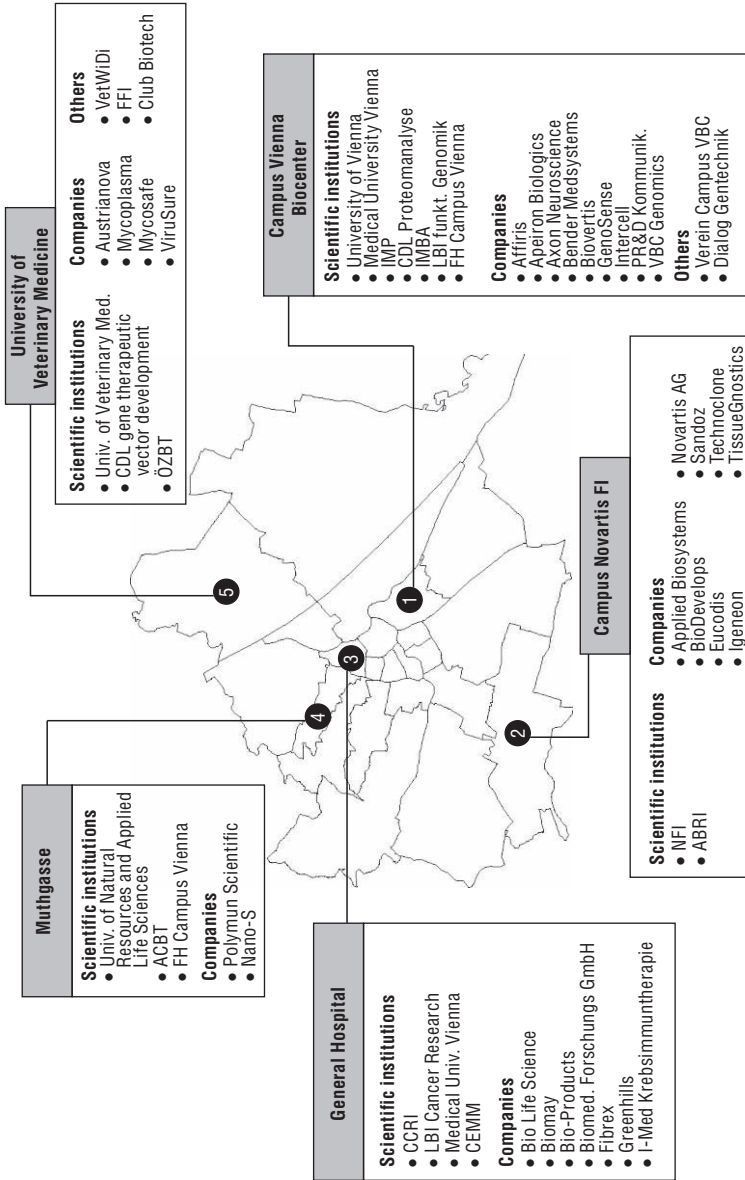 Muthgasse
Scientific institutions
• Univ. of Natural
Resources and Applied
Life Sciences
• ACBT
• FH Campus Vienna
Companies
• Polymun Scientific
• Nano-S
University of
Veterinary Medicine
Scientific institutions
• Univ. of Veterinary Med.
• CDL gene therapeutic
vector development
• ÖZBT
Companies
• Austrianova
• Mycoplasma
• Mycosafe
• ViruSure
Others
• VetWiDi
• FFI
• Club Biotech
General Hospital
Scientific institutions
• CCRI
• LBI Cancer Research
• Medical Univ. Vienna
• CEMM
Companies
• Bio Life Science
• Biomay
• Bio-Products
• Biomed. Forschungs GmbH
• Fibrex
• Greenhills
• I-Med Krebsimmuntherapie
5
4
3
1
2
Campus Vienna
Biocenter
Scientific institutions
• University of Vienna
• Medical University Vienna
• IMP
• CDL Proteomanalyse
• IMBA
• LBI funkt. Genomik
• FH Campus Vienna
Companies
• Affiris
• Apeiron Biologics
• Axon Neuroscience
• Bender Medsystems
• Biovertis
• GenoSense
• Intercell
• PR&D Kommunik.
• VBC Genomics
Others
• Verein Campus VBC
• Dialog Gentechnik
Campus Novartis FI
Scientific institutions
• NFI
• ABRI
Companies
• Applied Biosystems
• BioDevelops
• Eucodis
• Igeneon
• Novartis AG
• Sandoz
• Technoclone
• TissueGnostics